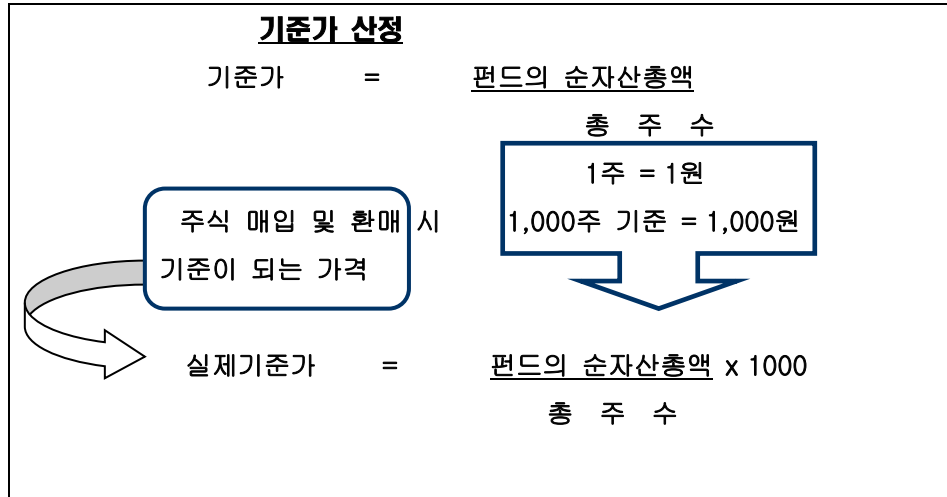 기준가 산정
기준가 = 펀드의 순자산총액
총 주 수
1주 = 1원
1,000주 기준 = 1,000원
주식 매입 및 환매 시
기준이 되는 가격
실제기준가 = 펀드의 순자산총액 x 1000
총 주 수